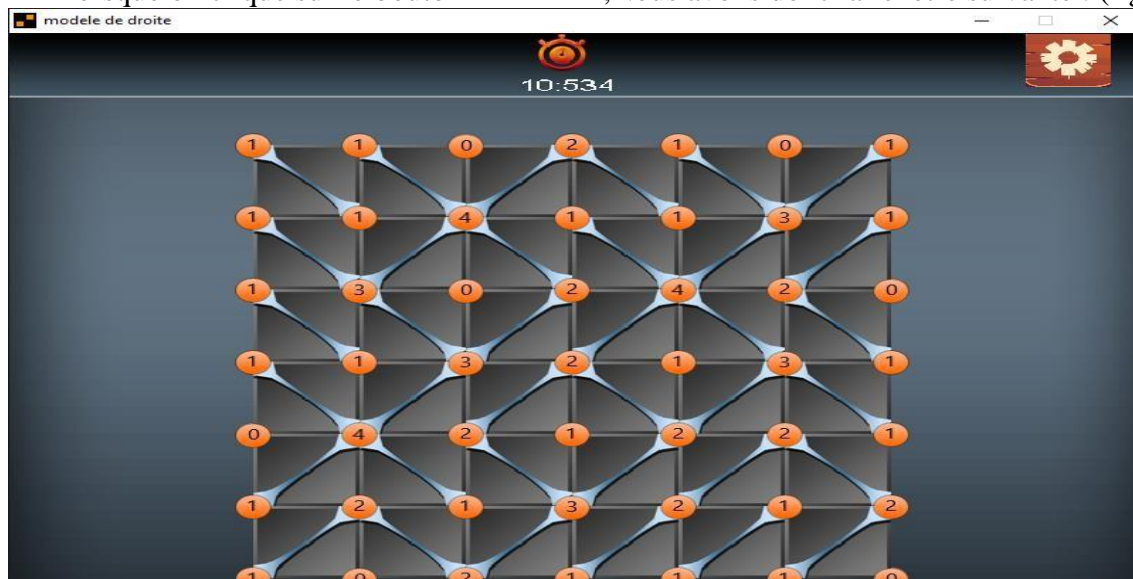 modele de droite
10:534
1 1 0 2 1 0 1
1 1 4 1 1 3 1
1 3 0 2 4 2 0
1 1 3 2 1 3 1
0 4 2 1 2 2 1
1 2 1 3 2 1 2